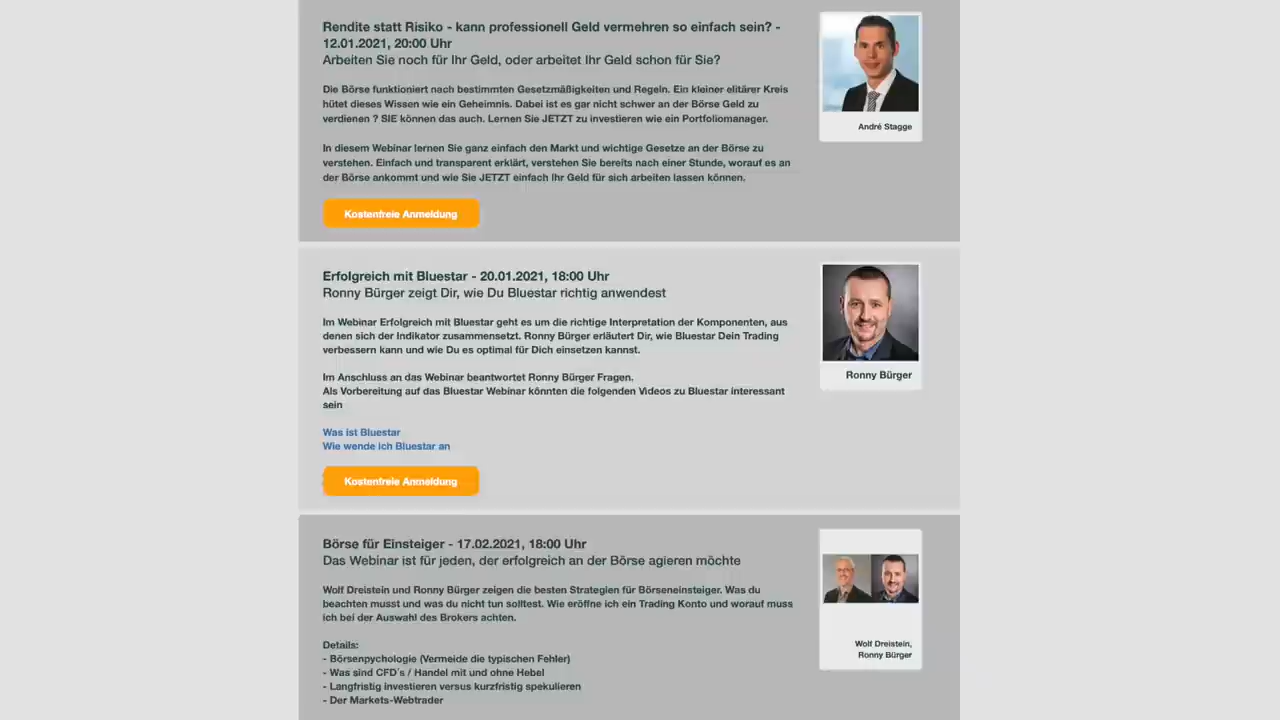 Rendite statt Risiko - kann professionell Geld vermehren so einfach sein? -
12.01.2021, 20:00 Uhr
Arbeiten Sie noch für Ihr Geld, oder arbeitet Ihr Geld schon für Sie?
Die Börse funktioniert nach bestimmten Gesetzmäßigkeiten und Regeln. Ein kleiner elitärer Kreis
hütet dieses Wissen wie ein Geheimnis. Dabei ist es gar nicht schwer an der Börse Geld zu
verdienen ? SIE können das auch. Lernen Sie JETZT zu investieren wie ein Portfoliomanager.
In diesem Webinar lernen Sie ganz einfach den Markt und wichtige Gesetze an der Börse zu
verstehen. Einfach und transparent erklärt, verstehen Sie bereits nach einer Stunde, worauf es an
der Börse ankommt und wie Sie JETZT einfach Ihr Geld für sich arbeiten lassen können.
Kostenfreie Anmeldung
André Stagge
Erfolgreich mit Bluestar - 20.01.2021, 18:00 Uhr
Ronny Bürger zeigt Dir, wie Du Bluestar richtig anwendest
Im Webinar Erfolgreich mit Bluestar geht es um die richtige Interpretation der Komponenten, aus
denen sich der Indikator zusammensetzt. Ronny Bürger erläutert Dir, wie Bluestar Dein Trading
verbessern kann und wie Du es optimal für Dich einsetzen kannst.
Im Anschluss an das Webinar beantwortet Ronny Bürger Fragen.
Als Vorbereitung auf das Bluestar Webinar könnten die folgenden Videos zu Bluestar interessant
sein
Was ist Bluestar
Wie wende ich Bluestar an
Kostenfreie Anmeldung
Ronny Bürger
Börse für Einsteiger - 17.02.2021, 18:00 Uhr
Das Webinar ist für jeden, der erfolgreich an der Börse agieren möchte
Wolf Dreistein und Ronny Bürger zeigen die besten Strategien für Börseneinsteiger. Was du
beachten musst und was du nicht tun solltest. Wie eröffne ich ein Trading Konto und worauf muss
ich bei der Auswahl des Brokers achten.
Details:
- Börsenpychologie (Vermeide die typischen Fehler)
- Was sind CFD´s / Handel mit und ohne Hebel
- Langfristig investieren versus kurzfristig spekulieren
- Der Markets-Webtrader
Wolf Dreistein,
Ronny Bürger